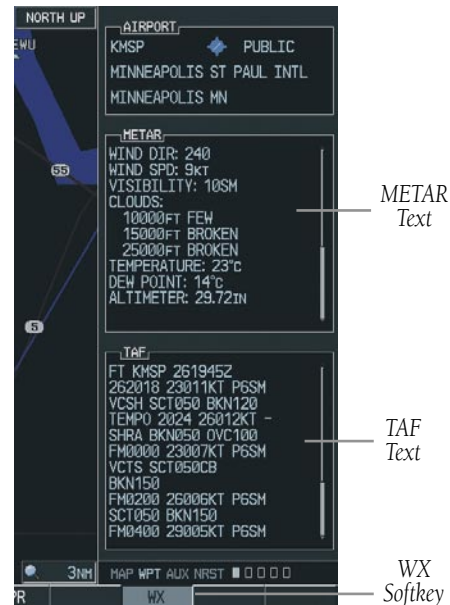 NORTH UP
EWU
55
5
3NM
AIRPORT
KMSP PUBLIC
MINNEAPOLIS ST PAUL INTL
MINNEAPOLIS MN
METAR
WIND DIR: 240
WIND SPD: 9KT
VISIBILITY: 10SM
CLOUDS:
10000FT FEW
15000FT BROKEN
25000FT BROKEN
TEMPERATURE: 23°C
DEW POINT: 14°C
ALTIMETER: 29.72IN
METAR
Text
TAF
FT KMSP 261945Z
262018 23011KT P6SM
VCSH SCT050 BKN120
TEMPO 2024 26012KT -
SHRA BKN050 OVC100
FM0000 23007KT P6SM
VCTS SCT050CB
BKN150
FM0200 26006KT P6SM
SCT050 BKN150
FM0400 29005KT P6SM
TAF
Text
MAP WPT AUX NRST
PR
WX
WX
Softkey